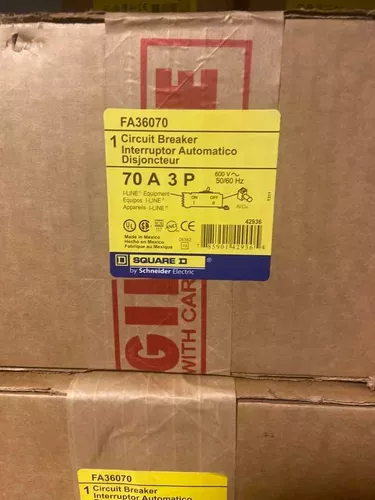 FA36070
1 Circuit Breaker
Interruptor Automatico
Disjoncteur
70 A 3 P
600 V ~
50/60 Hz
I-LINE® Equipment
Equipos I-LINE®
Appareils I-LINE®
ON OFF
42936
Made in Mexico
Hecho en Mexico
Fabrique au Mexique
SQUARE D
by Schneider Electric
WITH CAR
FA36070
1 Circuit Breaker
Interruptor Automatico